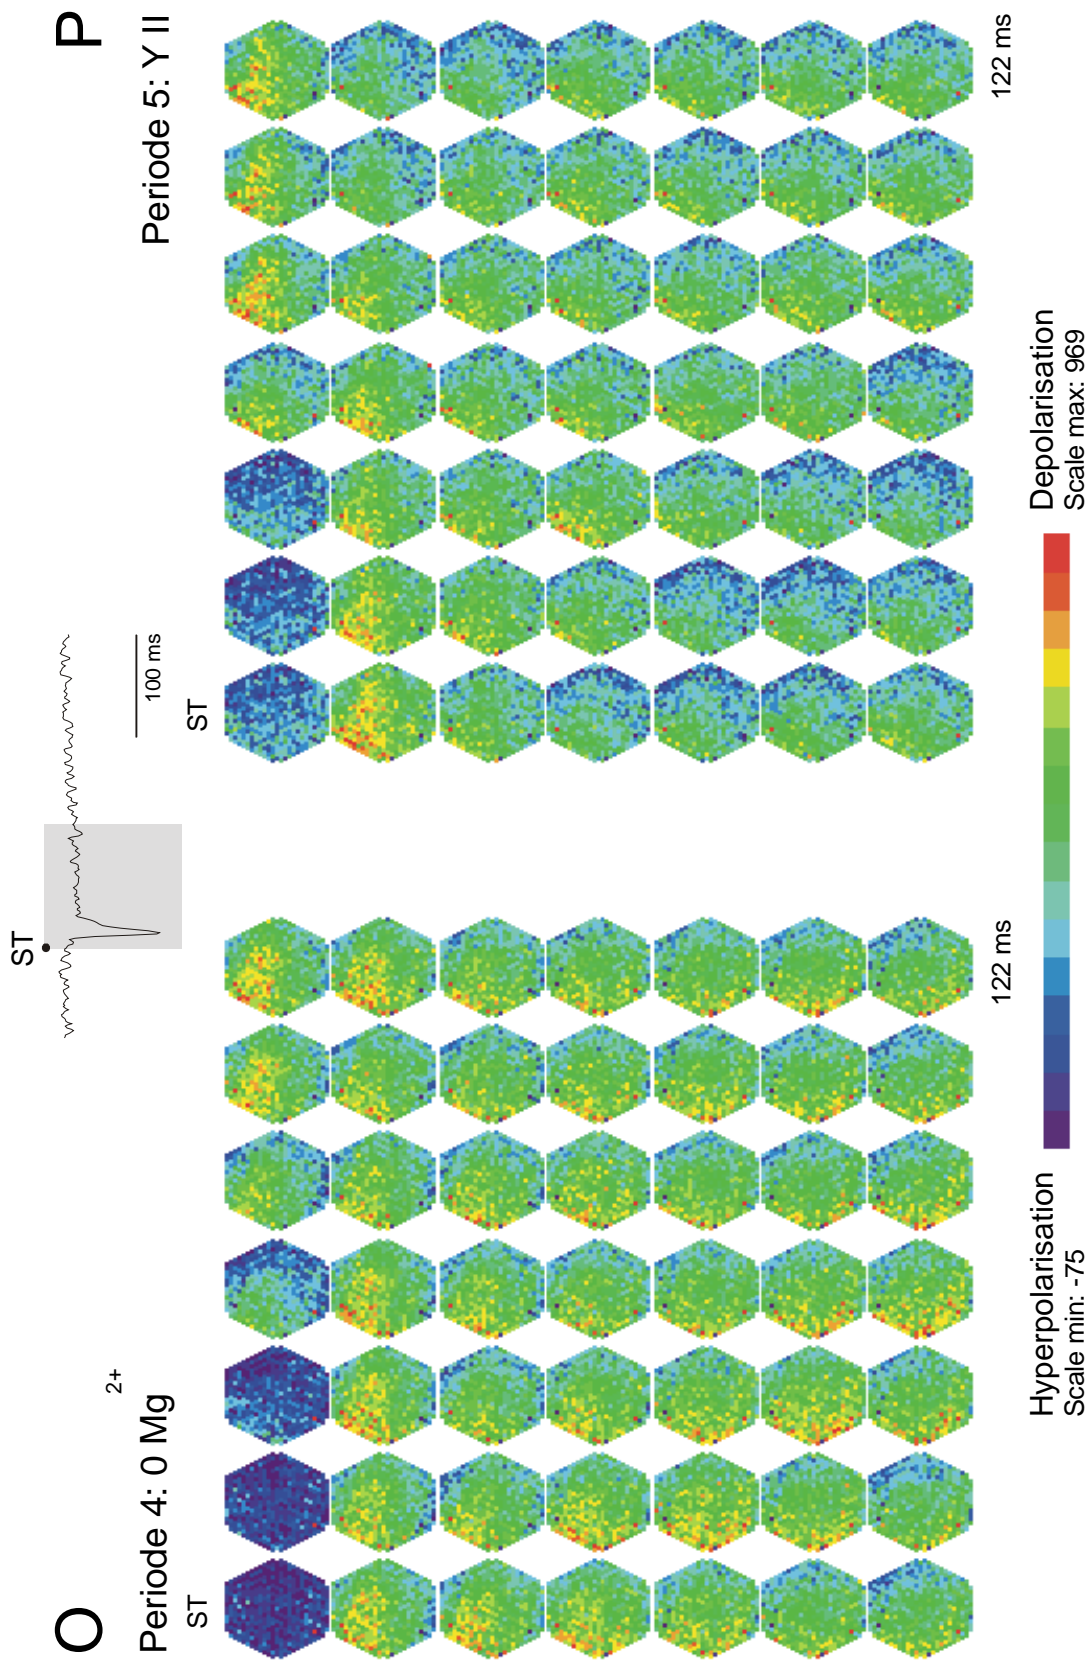 O
Periode 4: 0 Mg2+
ST
122 ms
ST
100 ms
P
Periode 5: Y II
ST
122 ms
Hyperpolarisation
Scale min: -75
Depolarisation
Scale max: 969